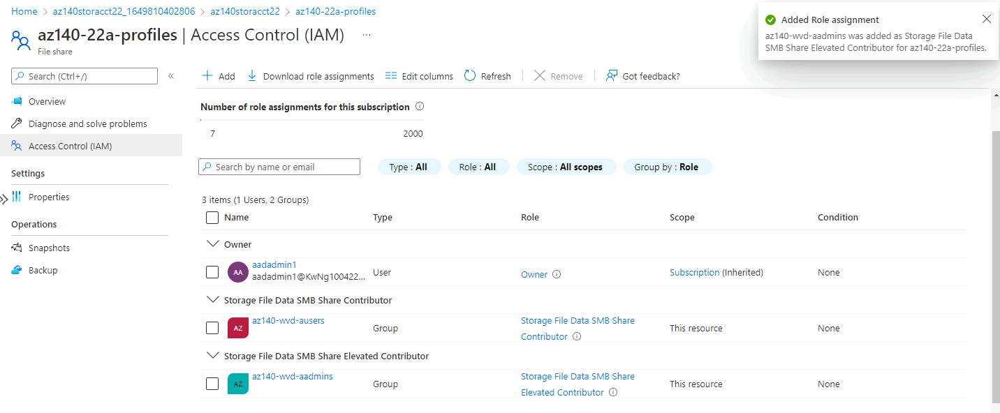 Home > az140storacct22_1649810402806 > az140storacct22 > az140-22a-profiles
az140-22a-profiles | Access Control (IAM) ...
File share
Added Role assignment
az140-wvd-aadmins was added as Storage File Data
SMB Share Elevated Contributor for az140-22a-profiles.
Search (Ctrl+/) «
Overview
Diagnose and solve problems
Access Control (IAM)
Settings
Properties
Operations
Snapshots
Backup
Add Download role assignments Edit columns Refresh Remove Got feedback?
Number of role assignments for this subscription
7 2000
Search by name or email Type : All Role : All Scope : All scopes Group by : Role
3 items (1 Users, 2 Groups)
Name Type Role Scope Condition
Owner
AA aadadmin1
aadadmin1@KwNg100422... User Owner Subscription (Inherited) None
Storage File Data SMB Share Contributor
AZ az140-wvd-ausers Group Storage File Data SMB Share
Contributor This resource None
Storage File Data SMB Share Elevated Contributor
AZ az140-wvd-aadmins Group Storage File Data SMB Share
Elevated Contributor This resource None